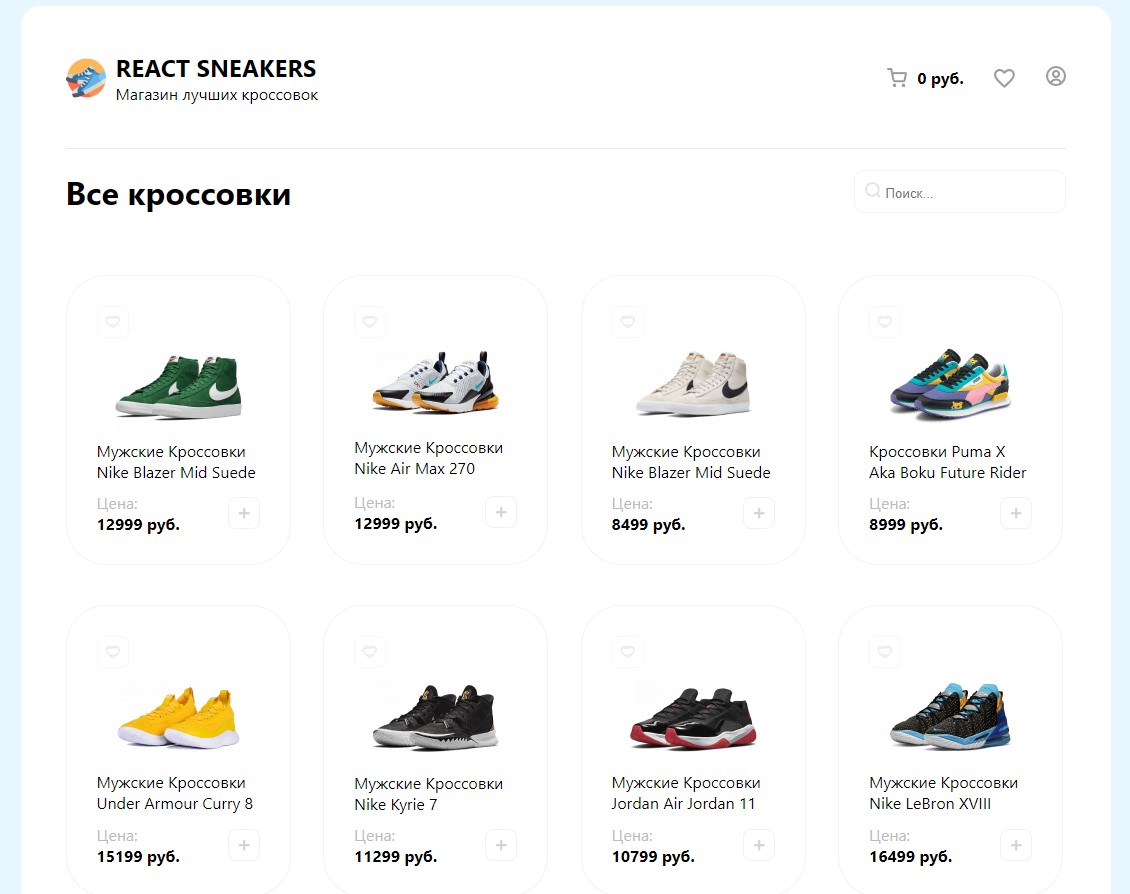 REACT SNEAKERS
Магазин лучших кроссовок
0 руб.
Все кроссовки
Поиск...
Мужские Кроссовки
Nike Blazer Mid Suede
Цена:
12999 руб.
Мужские Кроссовки
Nike Air Max 270
Цена:
12999 руб.
Мужские Кроссовки
Nike Blazer Mid Suede
Цена:
8499 руб.
Кроссовки Puma X
Aka Boku Future Rider
Цена:
8999 руб.
Мужские Кроссовки
Under Armour Curry 8
Цена:
15199 руб.
Мужские Кроссовки
Nike Kyrie 7
Цена:
11299 руб.
Мужские Кроссовки
Jordan Air Jordan 11
Цена:
10799 руб.
Мужские Кроссовки
Nike LeBron XVIII
Цена:
16499 руб.